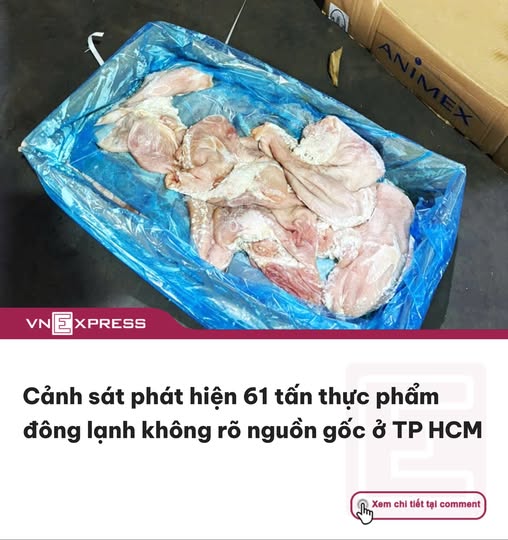 ANIMEX
VNEXPRESS
Cảnh sát phát hiện 61 tấn thực phẩm
đông lạnh không rõ nguồn gốc ở TP HCM
Xem chi tiết tại comment